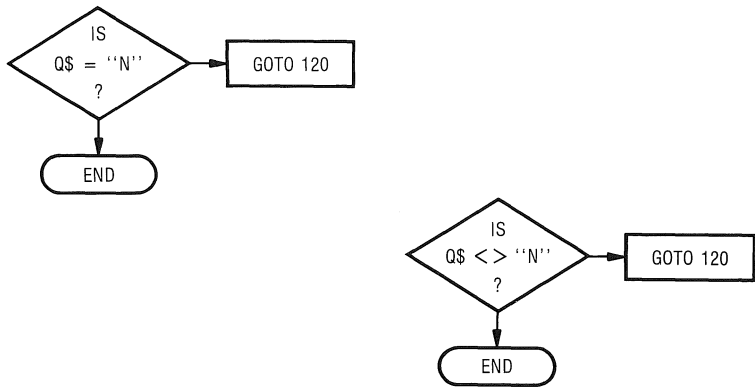 IS
Q$ = ‘‘N’’
?
GOTO 120
END
IS
Q$ < > ‘‘N’’
?
GOTO 120
END